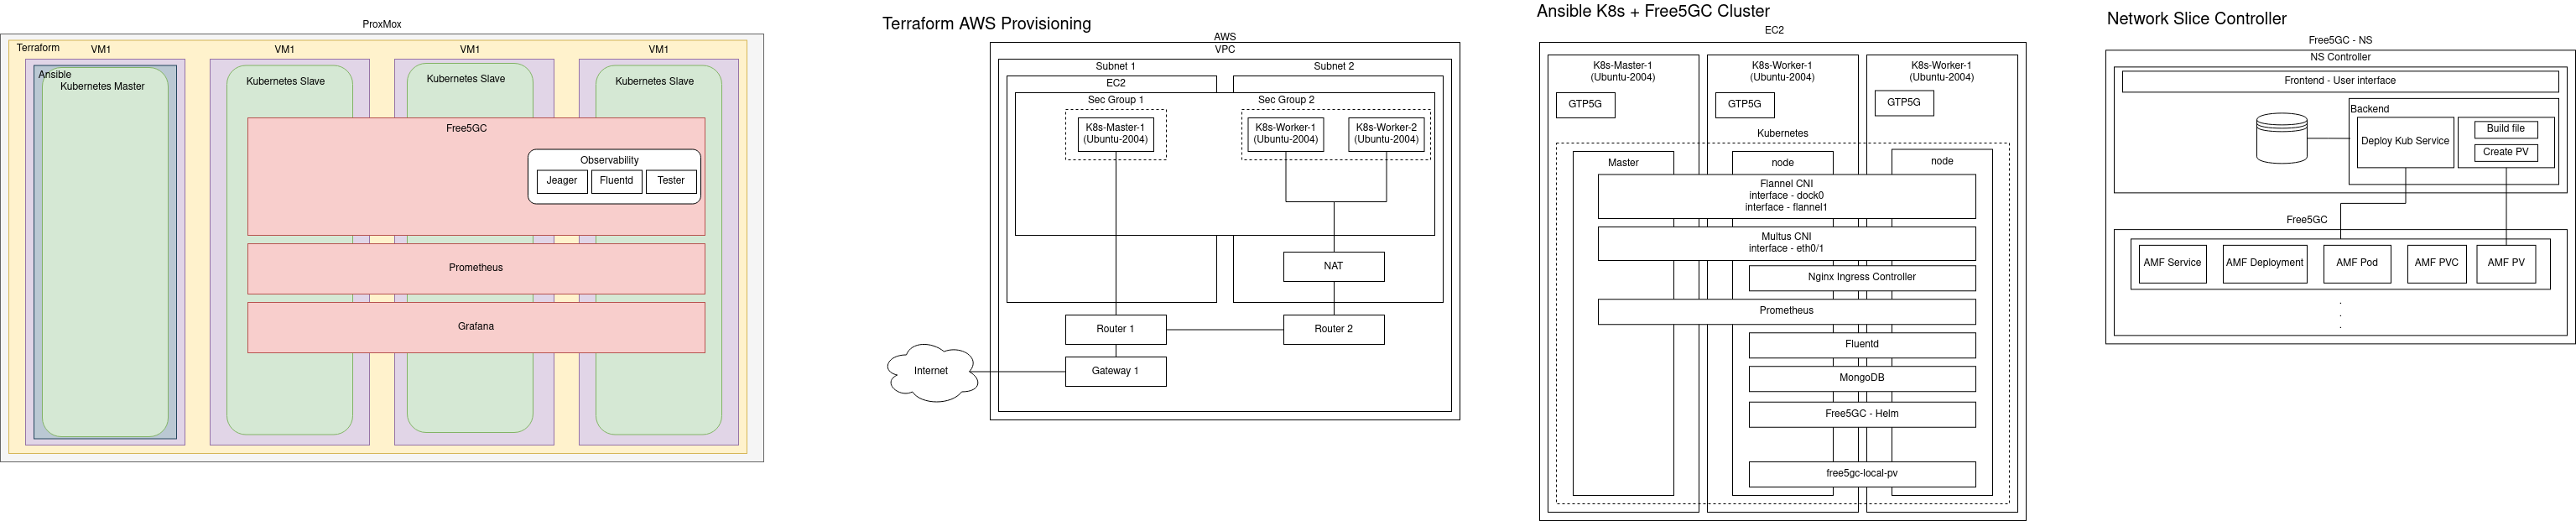 ProxMox
Terraform
VM1
VM1
VM1
VM1
Ansible
Kubernetes Master
Kubernetes Slave
Kubernetes Slave
Kubernetes Slave
Free5GC
Observability
Jeager
Fluentd
Tester
Prometheus
Grafana
Terraform AWS Provisioning
AWS
VPC
Subnet 1
Subnet 2
EC2
Sec Group 1
Sec Group 2
K8s-Master-1
(Ubuntu-2004)
K8s-Worker-1
(Ubuntu-2004)
K8s-Worker-2
(Ubuntu-2004)
NAT
Router 1
Router 2
Internet
Gateway 1
Ansible K8s + Free5GC Cluster
EC2
K8s-Master-1
(Ubuntu-2004)
K8s-Worker-1
(Ubuntu-2004)
K8s-Worker-1
(Ubuntu-2004)
GTP5G
GTP5G
GTP5G
Kubernetes
Master
node
node
Flannel CNI
interface - dock0
interface - flannel1
Multus CNI
interface - eth0/1
Nginx Ingress Controller
Prometheus
Fluentd
MongoDB
Free5GC - Helm
free5gc-local-pv
Network Slice Controller
Free5GC - NS
NS Controller
Frontend - User interface
Backend
Deploy Kub Service
Build file
Create PV
Free5GC
AMF Service
AMF Deployment
AMF Pod
AMF PVC
AMF PV
.
.
.